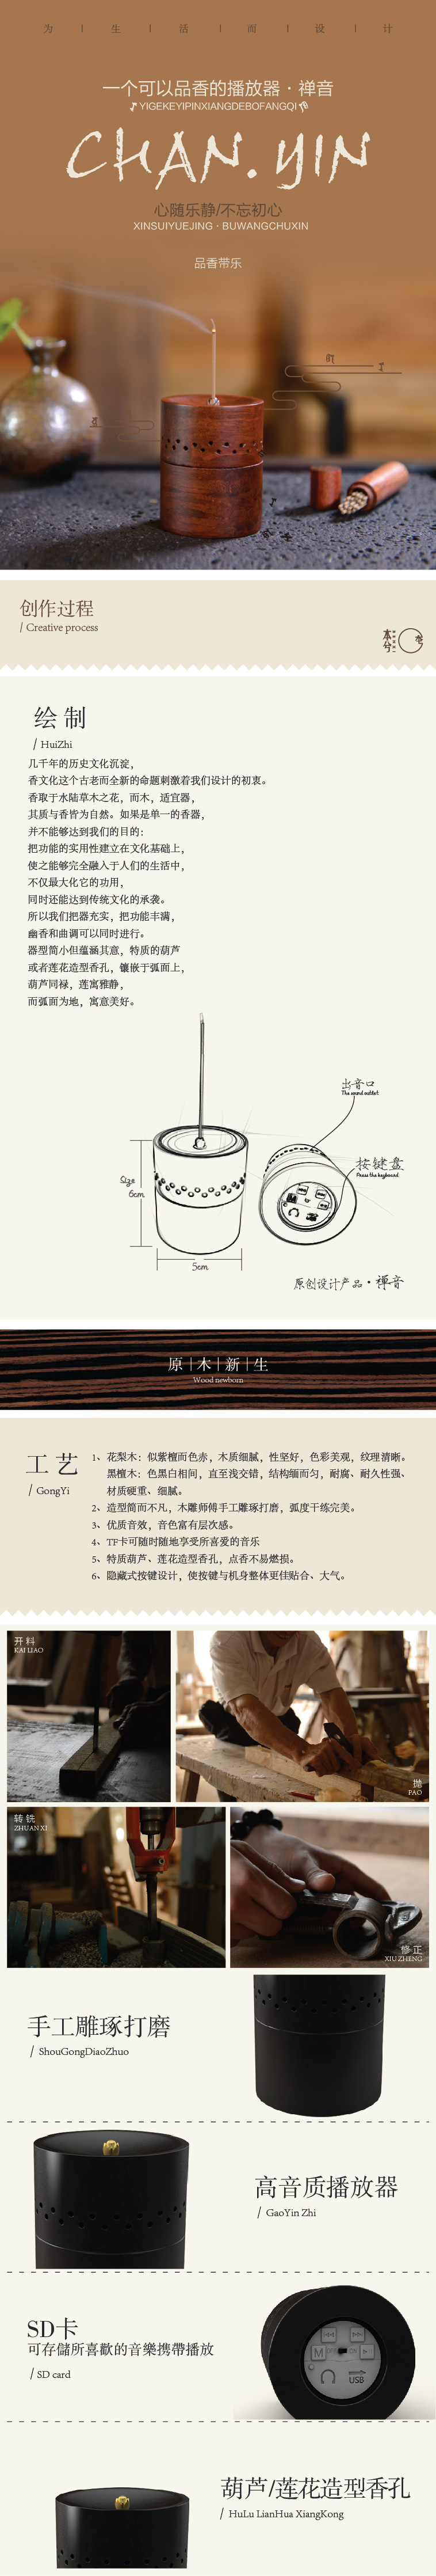 为 | 生 | 活 | 而 | 设 | 计
一个可以品香的播放器·禅音
YIGEKEYIPINXIANGDEBOFANGQI
CHAN.YIN
心随乐静/不忘初心
XINSUIYUEJING · BUWANGCHUXIN
品香带乐
创作过程
/ Creative process
绘 制
/ HuiZhi
几千年的历史文化沉淀，
香文化这个古老而全新的命题刺激着我们设计的初衷。
香取于水陆草木之花，而木，适宜器，
其质与香皆为自然。如果是单一的香器，
并不能够达到我们的目的：
把功能的实用性建立在文化基础上，
使之能够完全融入于人们的生活中，
不仅最大化它的功用，
同时还能达到传统文化的承袭。
所以我们把器充实，把功能丰满，
幽香和曲调可以同时进行。
器型简小但蕴涵其意，特质的葫芦
或者莲花造型香孔，镶嵌于弧面上，
葫芦同禄，莲寓雅静，
而弧面为地，寓意美好。
出音口
The sound outlet
按键盘
Press the keyboard
Size
6cm
5cm
原创设计产品·禅音
原|木|新|生
Wood newborn
工 艺
/ GongYi
1、花梨木：似紫檀而色赤，木质细腻，性坚好，色彩美观，纹理清晰。
黑檀木：色黑白相间，直至浅交错，结构细而匀，耐腐、耐久性强、
材质硬重、细腻。
2、造型简而不凡，木雕师傅手工雕琢打磨，弧度干练完美。
3、优质音效，音色富有层次感。
4、TF卡可随时随地享受所喜爱的音乐
5、特质葫芦、莲花造型香孔，点香不易燃损。
6、隐藏式按键设计，使按键与机身整体更佳贴合、大气。
开料
KAI LIAO
抛
PAO
转铣
ZHUAN XI
修正
XIU ZHENG
手工雕琢打磨
/ ShouGongDiaoZhuo
高音质播放器
/ GaoYin Zhi
SD卡
可存储所喜歡的音樂携帶播放
/ SD card
M
USB
葫芦/莲花造型香孔
/ HuLu LianHua XiangKong